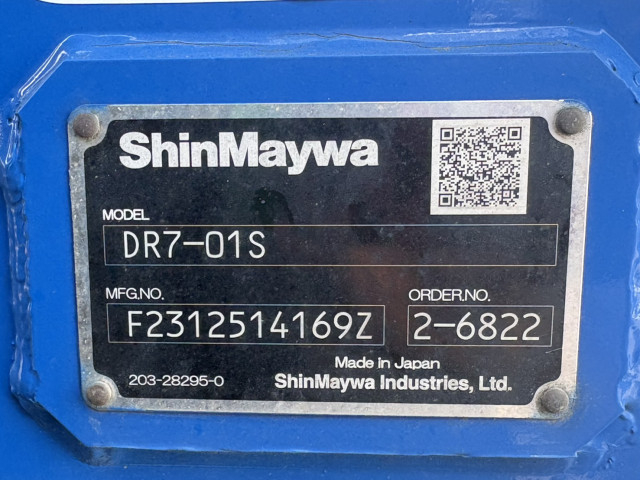 ShinMaywa
MODEL
DR7-01S
MFG.NO. ORDER.NO.
F2312514169Z 2-6822
Made in Japan
203-28295-0 ShinMaywa Industries, Ltd.